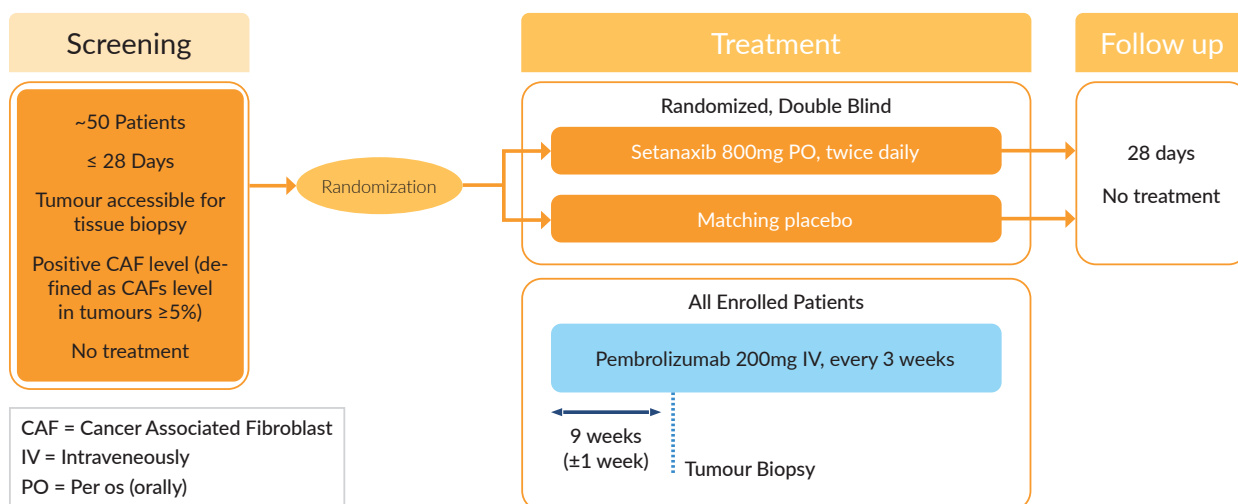 Screening
~50 Patients
≤ 28 Days
Tumour accessible for
tissue biopsy
Positive CAF level (de-
fined as CAFs level
in tumours ≥5%)
No treatment
CAF = Cancer Associated Fibroblast
IV = Intraveneously
PO = Per os (orally)
Randomization
Treatment
Randomized, Double Blind
Setanaxib 800mg PO, twice daily
Matching placebo
All Enrolled Patients
Pembrolizumab 200mg IV, every 3 weeks
9 weeks
(±1 week)
Tumour Biopsy
Follow up
28 days
No treatment